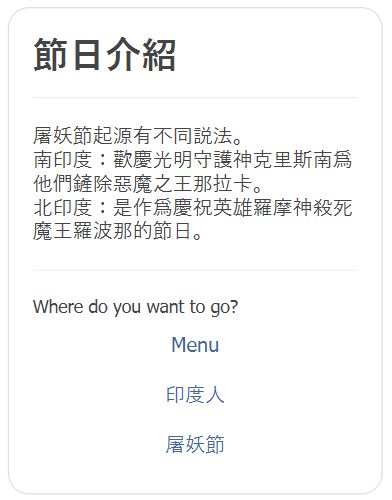 節日介紹
屠妖節起源有不同説法。
南印度：歡慶光明守護神克里斯南爲
他們鏟除惡魔之王那拉卡。
北印度：是作爲慶祝英雄羅摩神殺死
魔王羅波那的節日。
Where do you want to go?
Menu
印度人
屠妖節